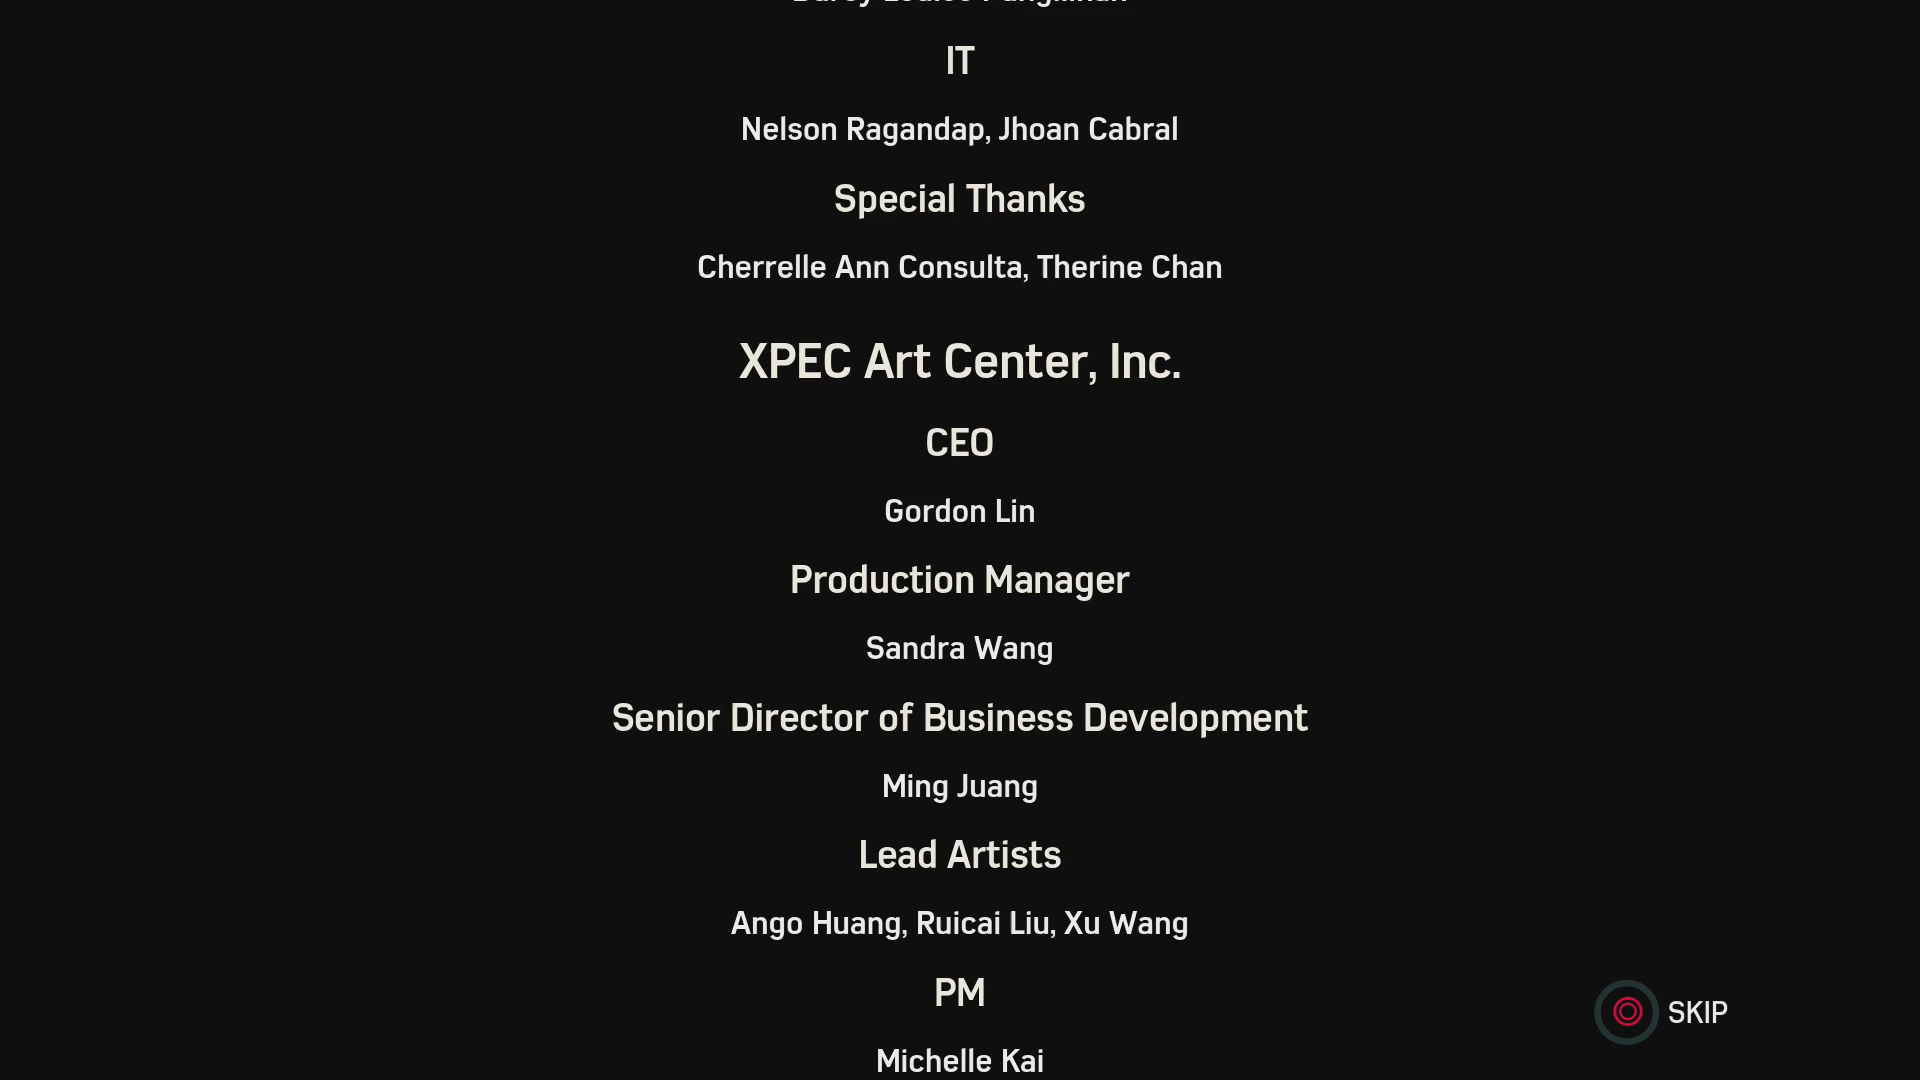 IT
Nelson Ragandap, Jhoan Cabral
Special Thanks
Cherrelle Ann Consulta, Therine Chan
XPEC Art Center, Inc.
CEO
Gordon Lin
Production Manager
Sandra Wang
Senior Director of Business Development
Ming Juang
Lead Artists
Ango Huang, Ruicai Liu, Xu Wang
PM
SKIP
Michelle Kai